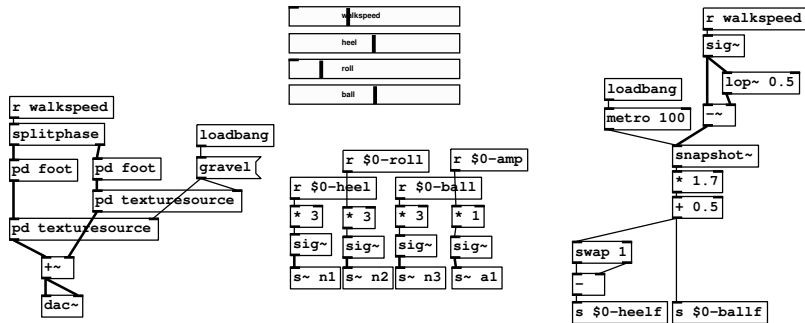 r walkspeed
splitphase
pd foot
pd foot
loadbang
gravel
pd texturesource
pd texturesource
+~
dac~
walkspeed
heel
roll
ball
r $0-roll
r $0-amp
r $0-heel
r $0-ball
* 3
* 3
* 3
* 1
sig~
sig~
sig~
sig~
s~ n1
s~ n2
s~ n3
s~ a1
r walkspeed
sig~
lop~ 0.5
loadbang
metro 100
-~
snapshot~
* 1.7
+ 0.5
swap 1
-
s $0-heelf
s $0-ballf